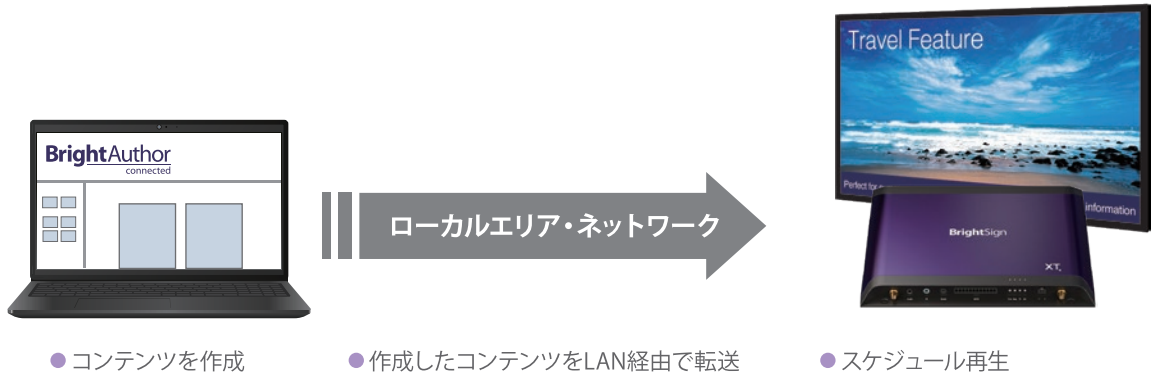 BrightAuthor
connected
ローカルエリア・ネットワーク
Travel Feature
Perfect for
information
BrightSign
XT
● コンテンツを作成
● 作成したコンテンツをLAN経由で転送
● スケジュール再生